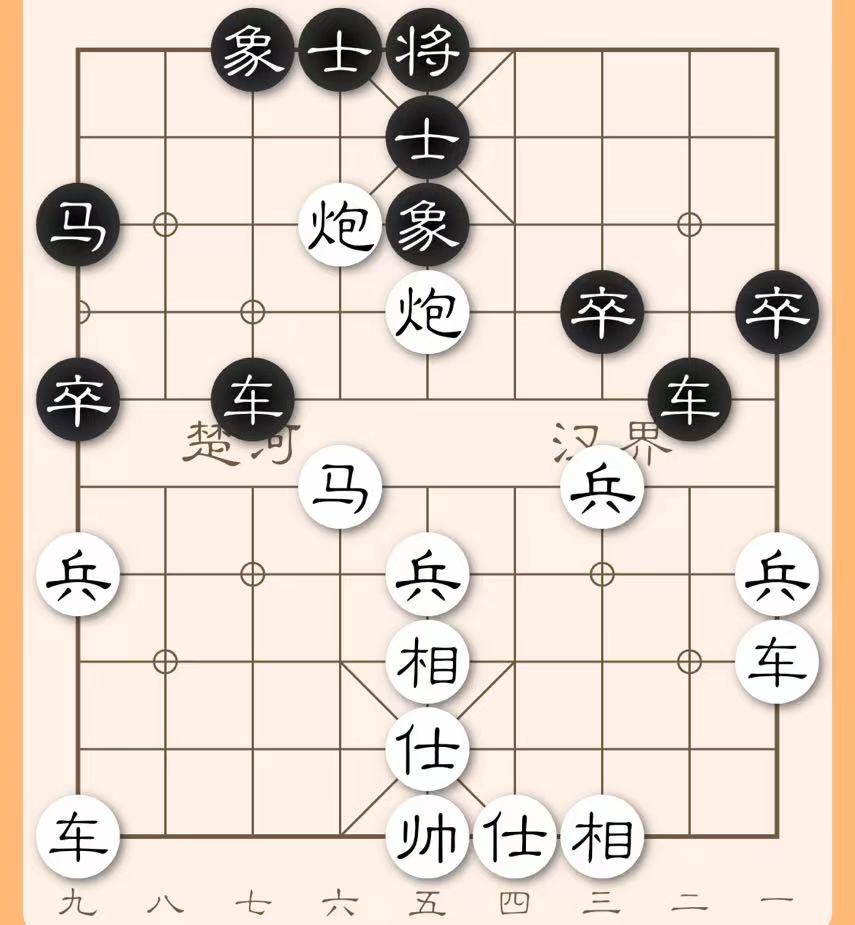 象士将
士
马炮象
炮卒卒
卒车车
楚河汉界
马兵
兵兵兵
相车
仕
车帅仕相
九八七六五四三二一